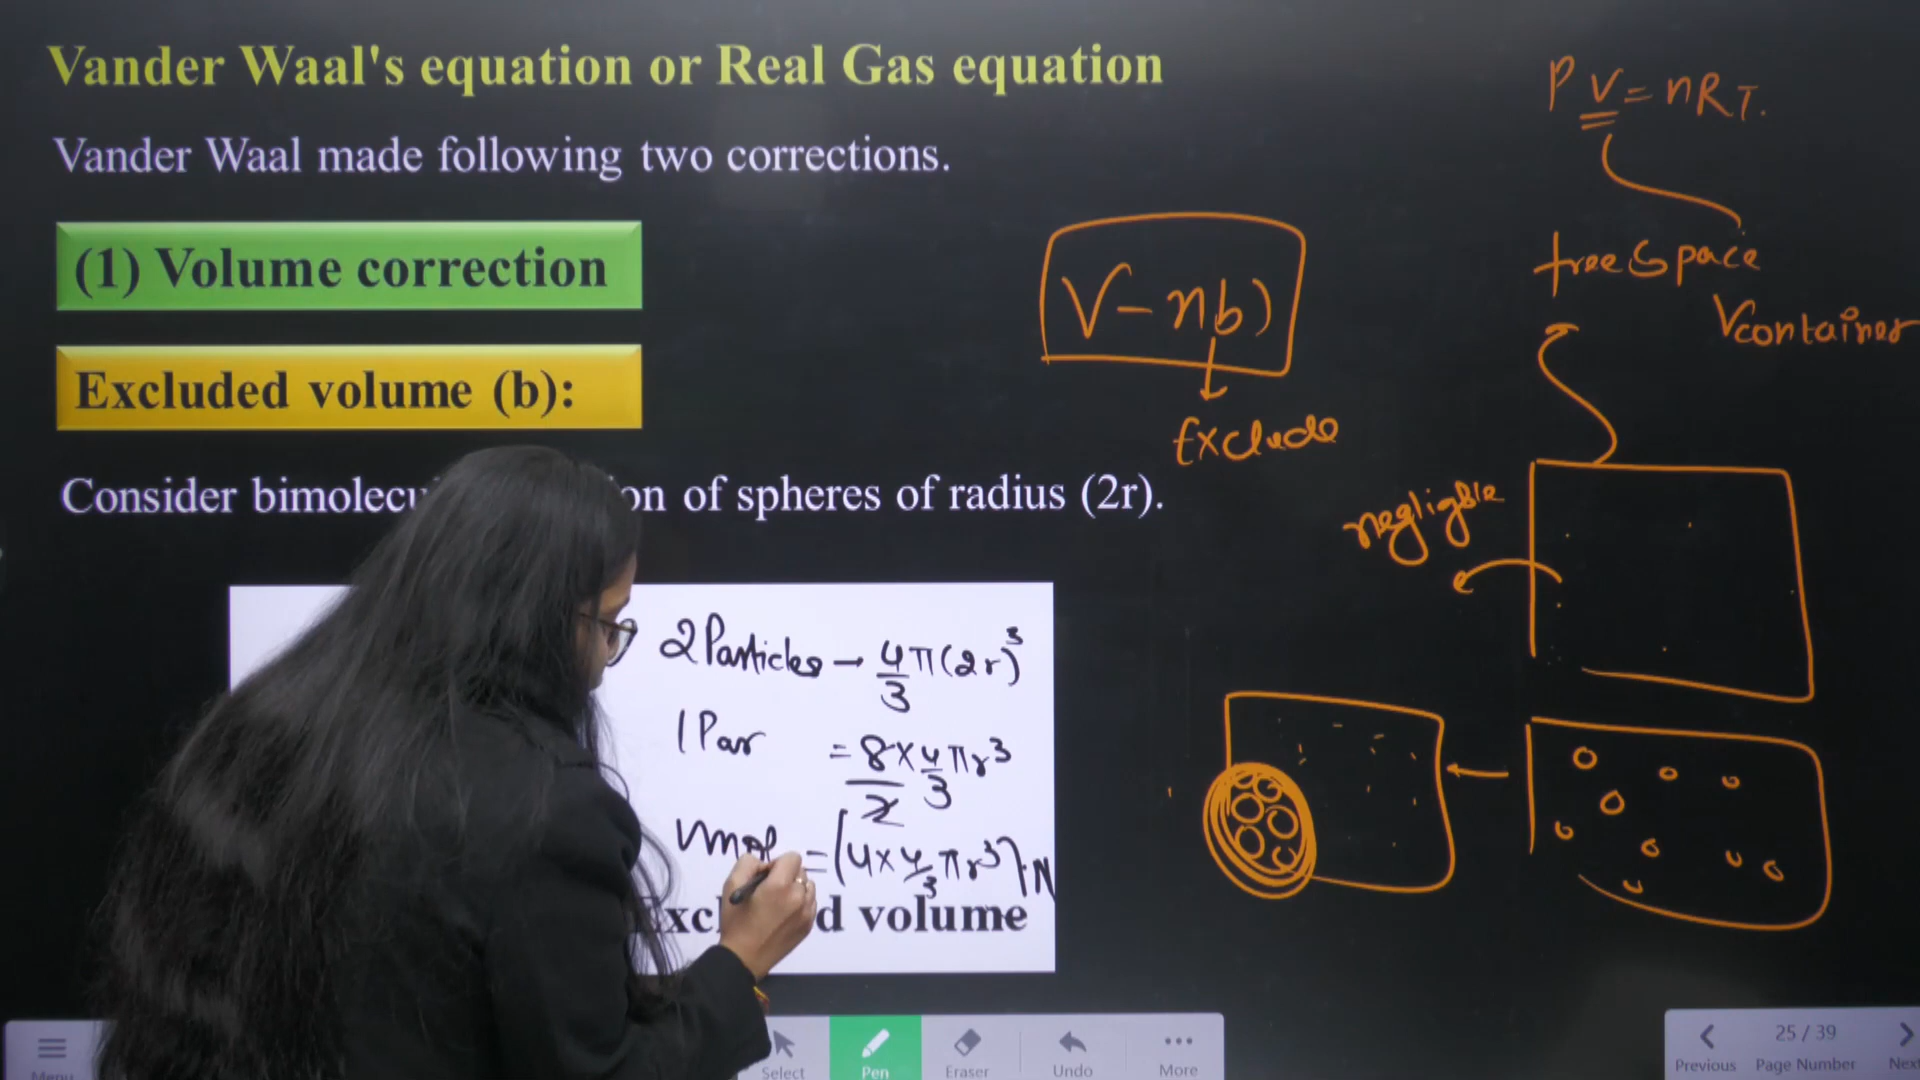 Vander Waal's equation or Real Gas equation
Vander Waal made following two corrections.
(1) Volume correction
Excluded volume (b):
Consider bimolecu on of spheres of radius (2r).
2 Particles → 4/3 π(2r)³
1 Par = 8/2 × 4/3 πr³
= (4 × 4/3 πr³).N
Exc d volume
PV = nRT.
free Space
Vcontainer
V - nb)
Exclude
negligble
Select
Pen
Eraser
Undo
More
Previous
25 / 39
Page Number
Menu